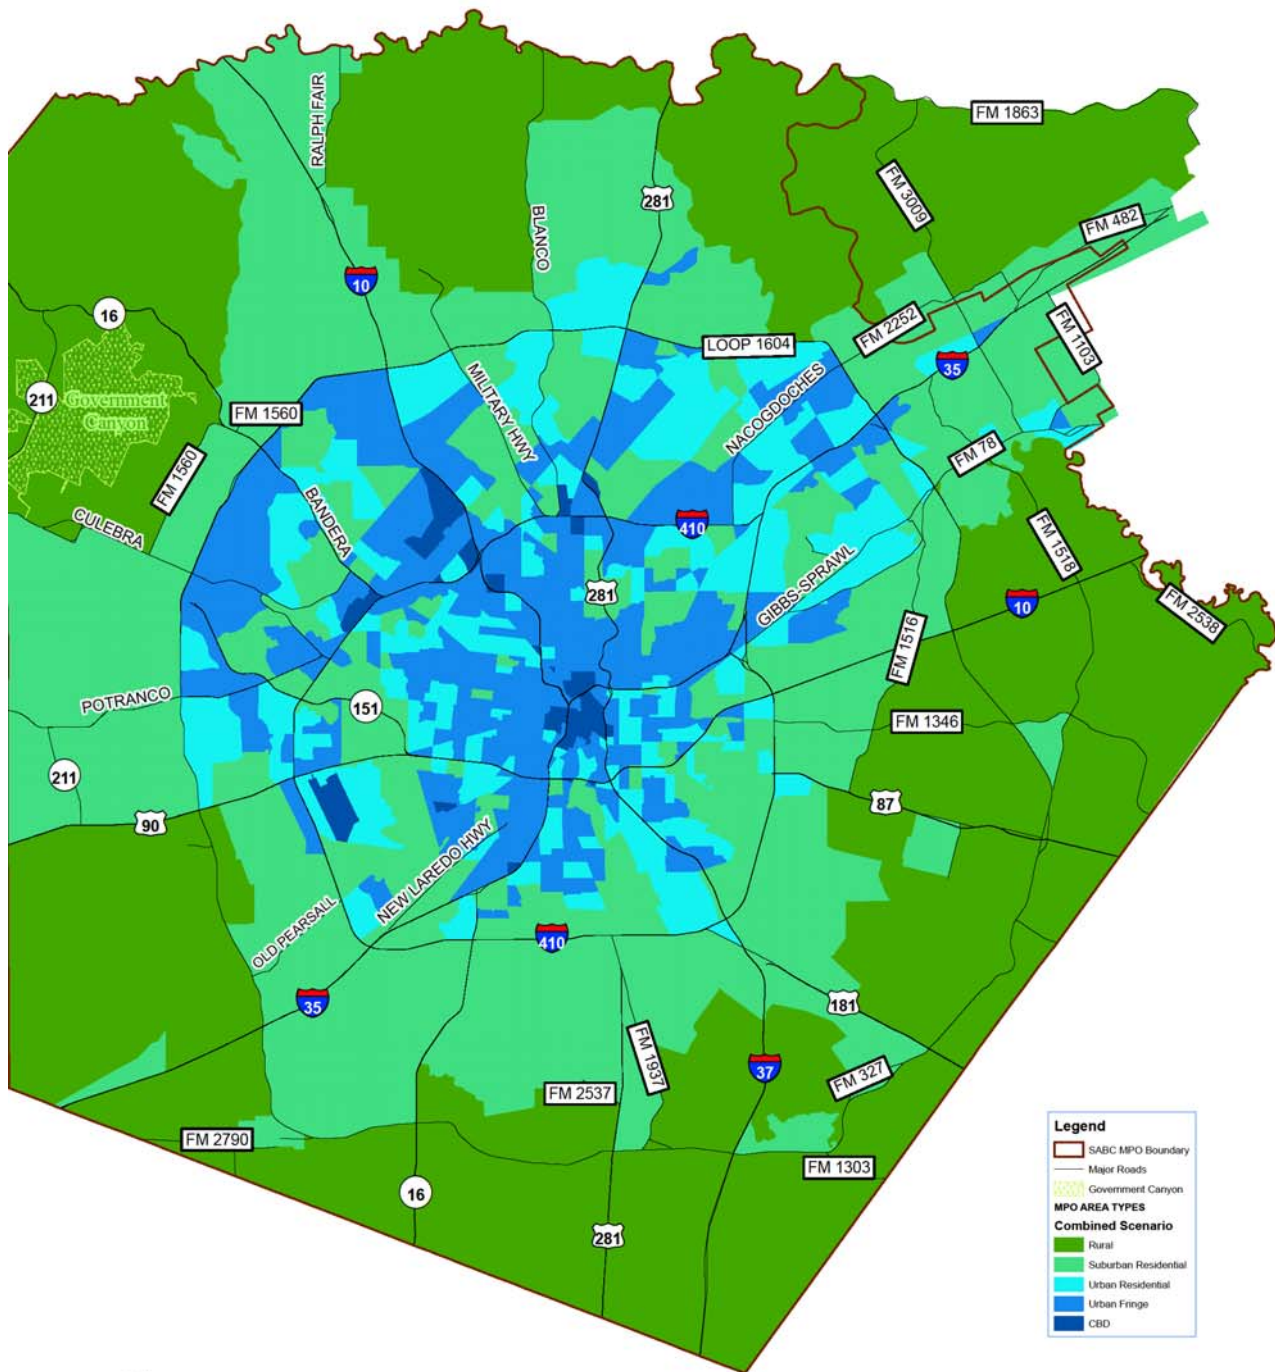 RALPH FAIR
FM 1863
FM 3009
281
BLANCO
FM 482
10
16
FM 2252
FM 1103
LOOP 1604
35
MILITARY HWY
211
Government
Canyon
FM 1560
NACOGDOCHES
FM 78
FM 1560
BANDERA
CULEBRA
410
FM 1518
GIBBS-SPRAWL
281
10
FM 2538
FM 1516
POTRANCO
151
FM 1346
211
90
87
NEW LAREDO HWY
OLD PEARSALL
410
35
181
FM 1937
37
FM 327
FM 2537
FM 2790
FM 1303
16
281
Legend
SABC MPO Boundary
Major Roads
Government Canyon
MPO AREA TYPES
Combined Scenario
Rural
Suburban Residential
Urban Residential
Urban Fringe
CBD